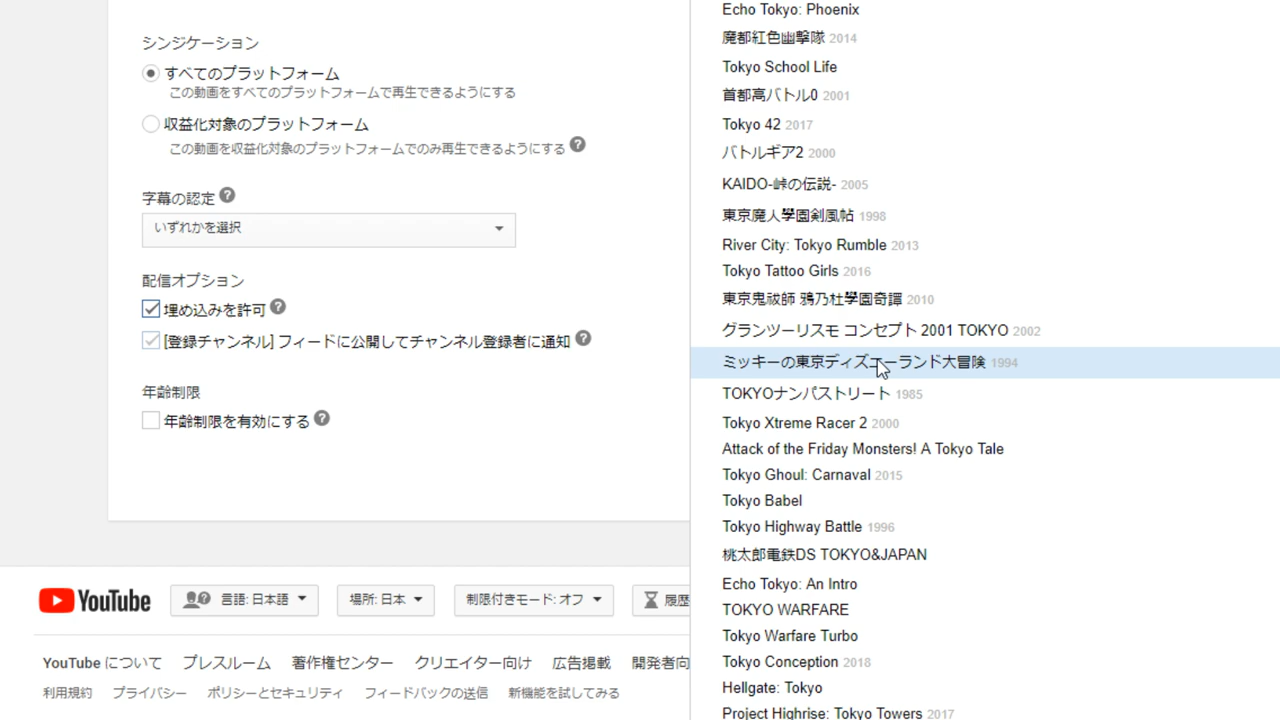 シンジケーション
すべてのプラットフォーム
この動画をすべてのプラットフォームで再生できるようにする
収益化対象のプラットフォーム
この動画を収益化対象のプラットフォームでのみ再生できるようにする
字幕の認定
いずれかを選択
配信オプション
埋め込みを許可
[登録チャンネル] フィードに公開してチャンネル登録者に通知
年齢制限
年齢制限を有効にする
YouTube
言語: 日本語
場所: 日本
制限付きモード: オフ
履歴
YouTube について プレスルーム 著作権センター クリエイター向け 広告掲載 開発者向
利用規約 プライバシー ポリシーとセキュリティ フィードバックの送信 新機能を試してみる
Echo Tokyo: Phoenix
魔都紅色幽撃隊 2014
Tokyo School Life
首都高バトル0 2001
Tokyo 42 2017
バトルギア2 2000
KAIDO-峠の伝説- 2005
東京魔人學園剣風帖 1998
River City: Tokyo Rumble 2013
Tokyo Tattoo Girls 2016
東京鬼祓師 鴉乃杜學園奇譚 2010
グランツーリスモ コンセプト 2001 TOKYO 2002
ミッキーの東京ディズニーランド大冒険 1994
TOKYOナンパストリート 1985
Tokyo Xtreme Racer 2 2000
Attack of the Friday Monsters! A Tokyo Tale
Tokyo Ghoul: Carnaval 2015
Tokyo Babel
Tokyo Highway Battle 1996
桃太郎電鉄DS TOKYO&JAPAN
Echo Tokyo: An Intro
TOKYO WARFARE
Tokyo Warfare Turbo
Tokyo Conception 2018
Hellgate: Tokyo
Project Highrise: Tokyo Towers 2017